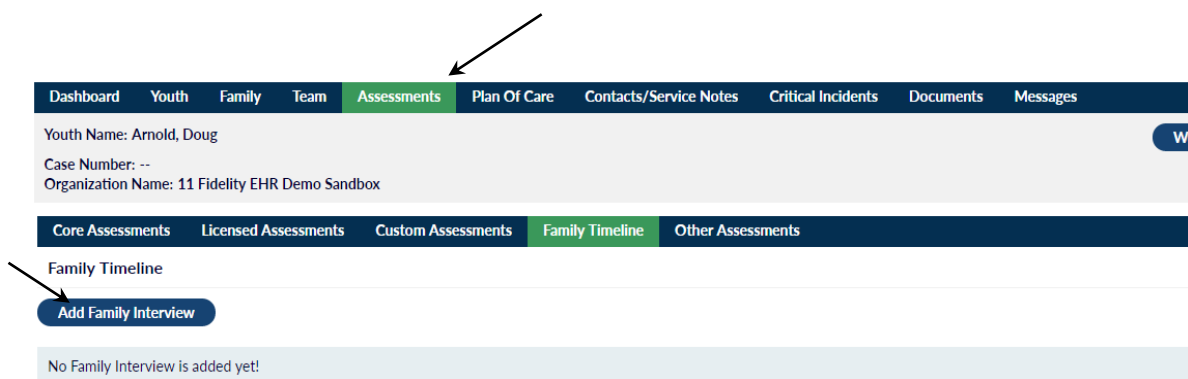 Dashboard Youth Family Team Assessments Plan Of Care Contacts/Service Notes Critical Incidents Documents Messages
Youth Name: Arnold, Doug
W
Case Number: --
Organization Name: 11 Fidelity EHR Demo Sandbox
Core Assessments Licensed Assessments Custom Assessments Family Timeline Other Assessments
Family Timeline
Add Family Interview
No Family Interview is added yet!